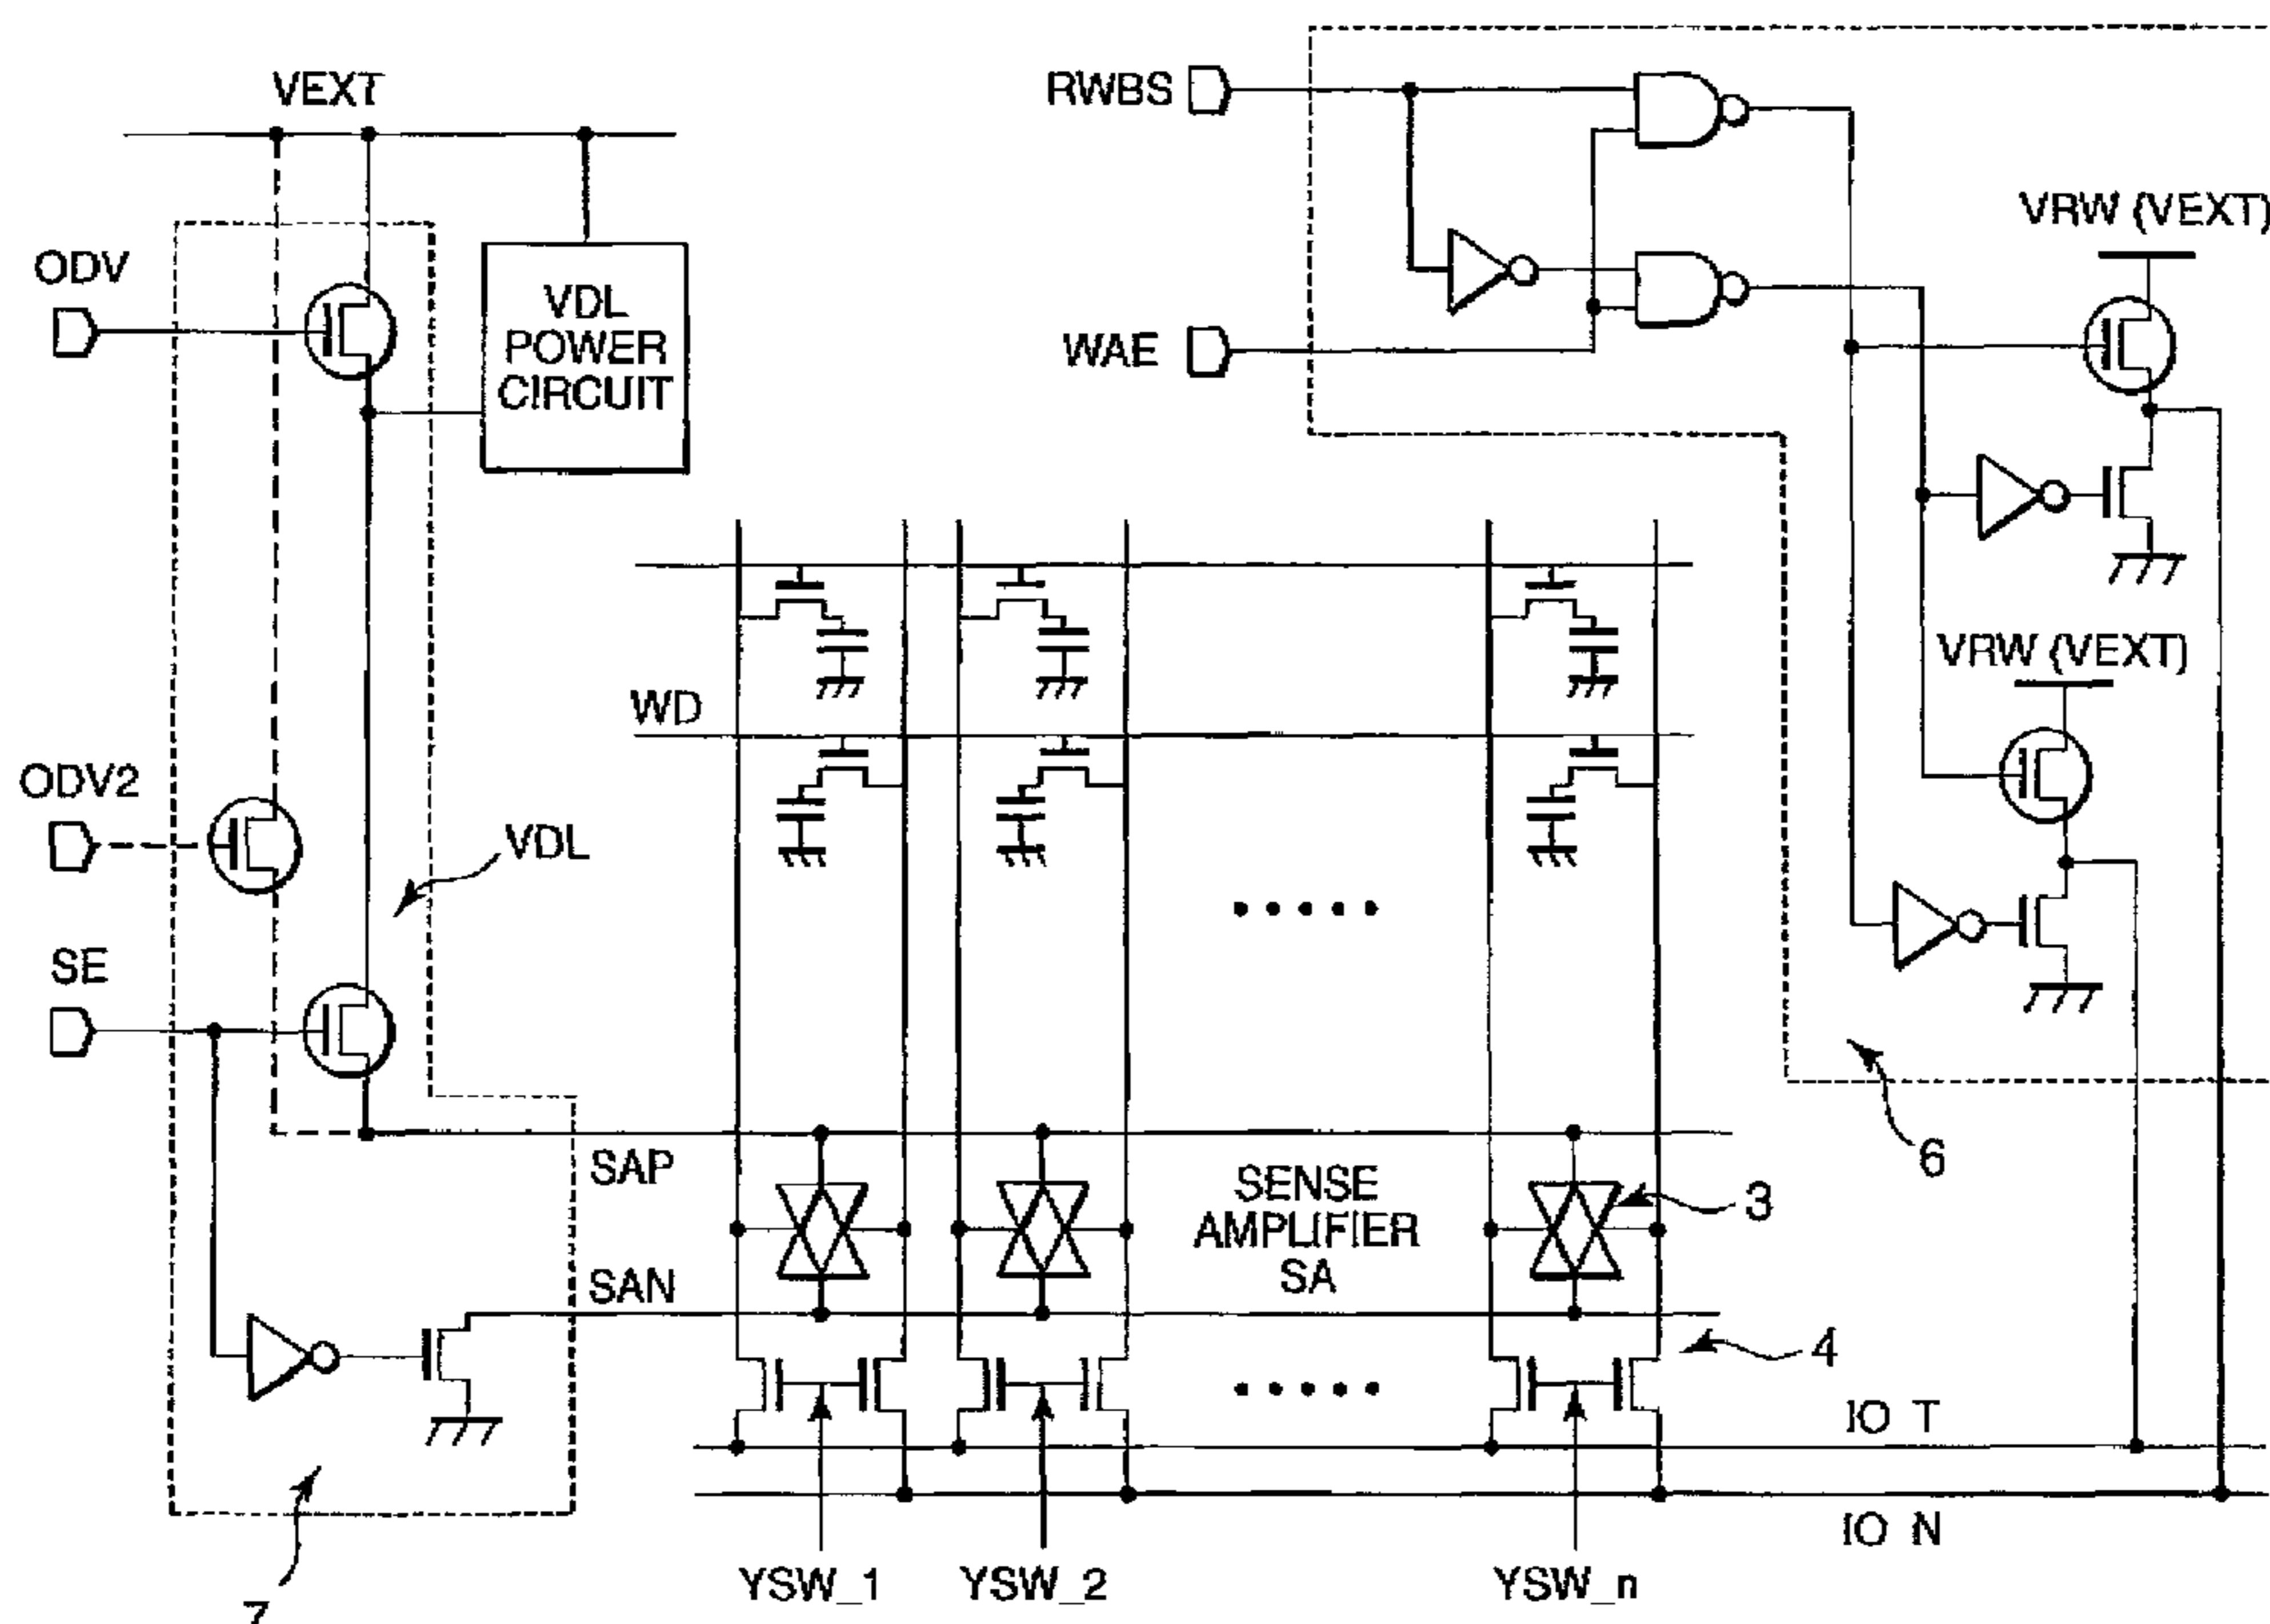 VEXT
RWBS
VRW (VEXT)
ODV
VDL
POWER
CIRCUIT
WAE
VRW (VEXT)
WD
ODV2
VDL
SE
6
SAP
SENSE
AMPLIFIER
SA
3
SAN
4
IO T
IO N
YSW_1 YSW_2 YSW_n
7